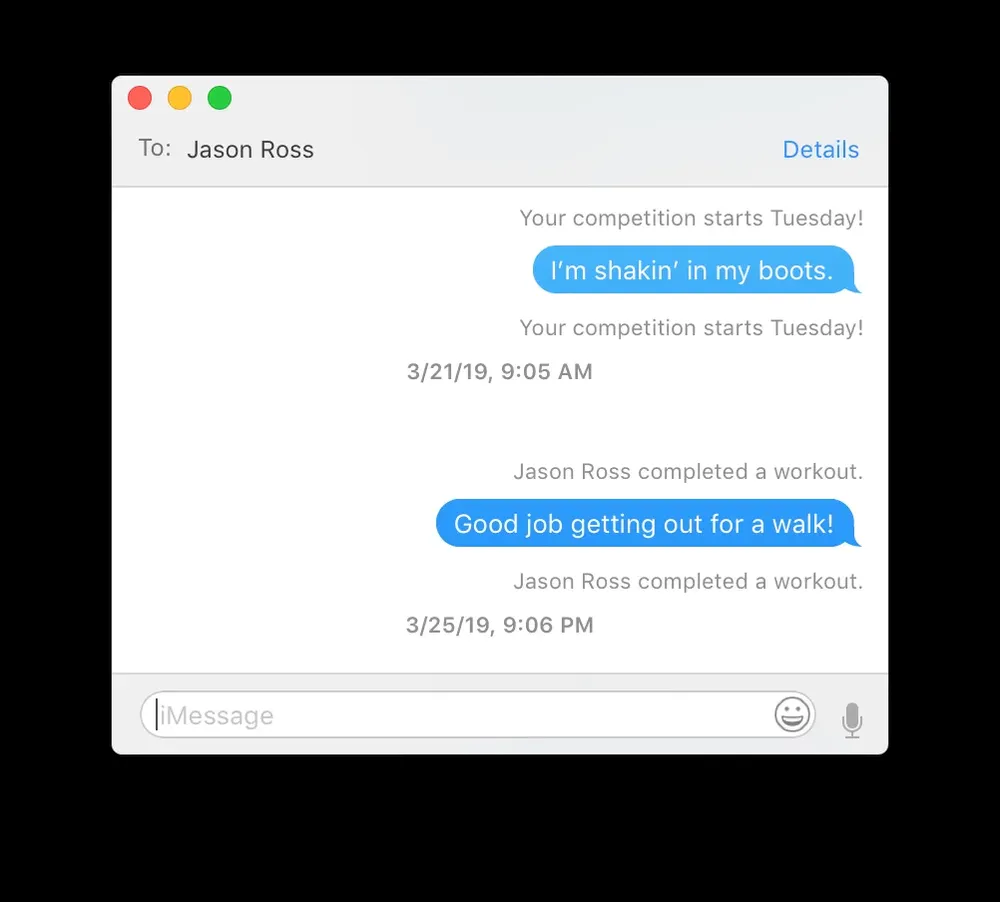 To: Jason Ross Details
Your competition starts Tuesday!
I’m shakin’ in my boots.
Your competition starts Tuesday!
3/21/19, 9:05 AM
Jason Ross completed a workout.
Good job getting out for a walk!
Jason Ross completed a workout.
3/25/19, 9:06 PM
iMessage